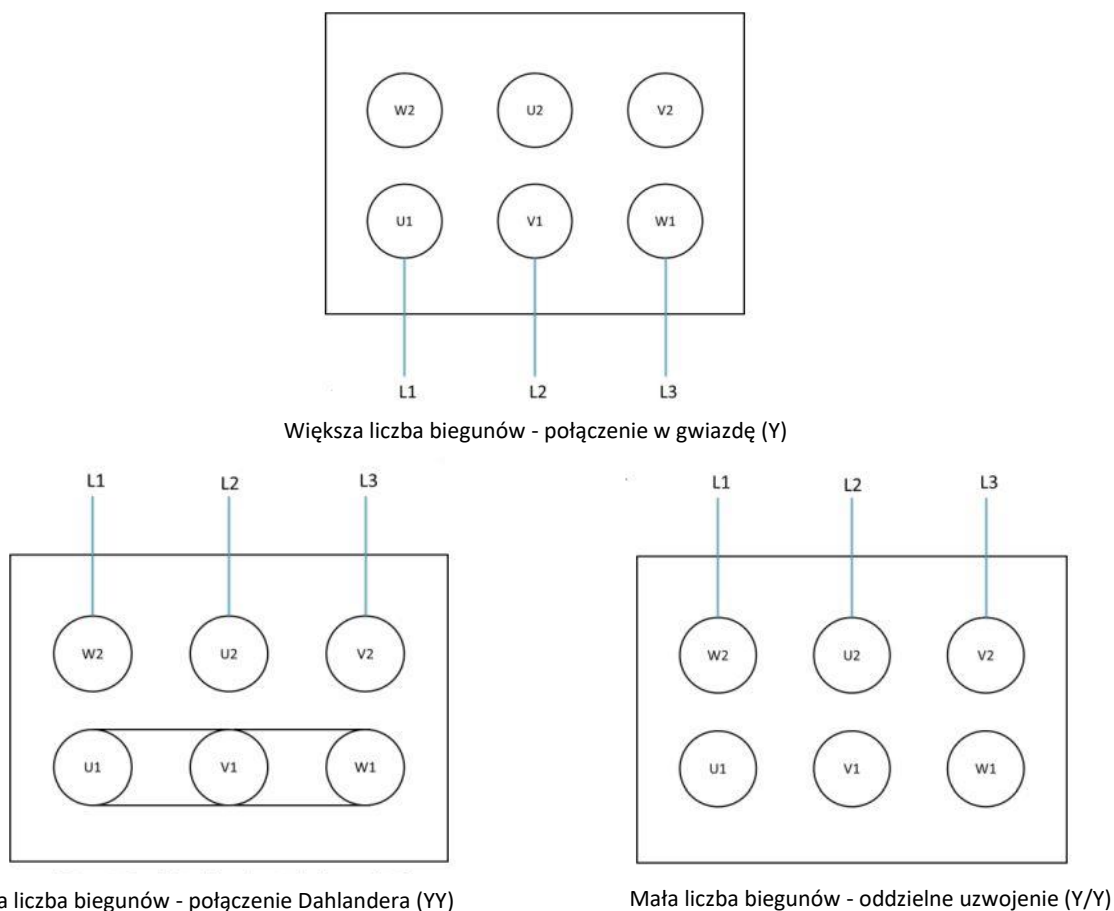 W2 U2 V2
U1 V1 W1
L1 L2 L3
Większa liczba biegunów - połączenie w gwiazdę (Y)
L1 L2 L3
W2 U2 V2
U1 V1 W1
liczba biegunów - połączenie Dahlandera (YY)
L1 L2 L3
W2 U2 V2
U1 V1 W1
Mała liczba biegunów - oddzielne uzwojenie (Y/Y)